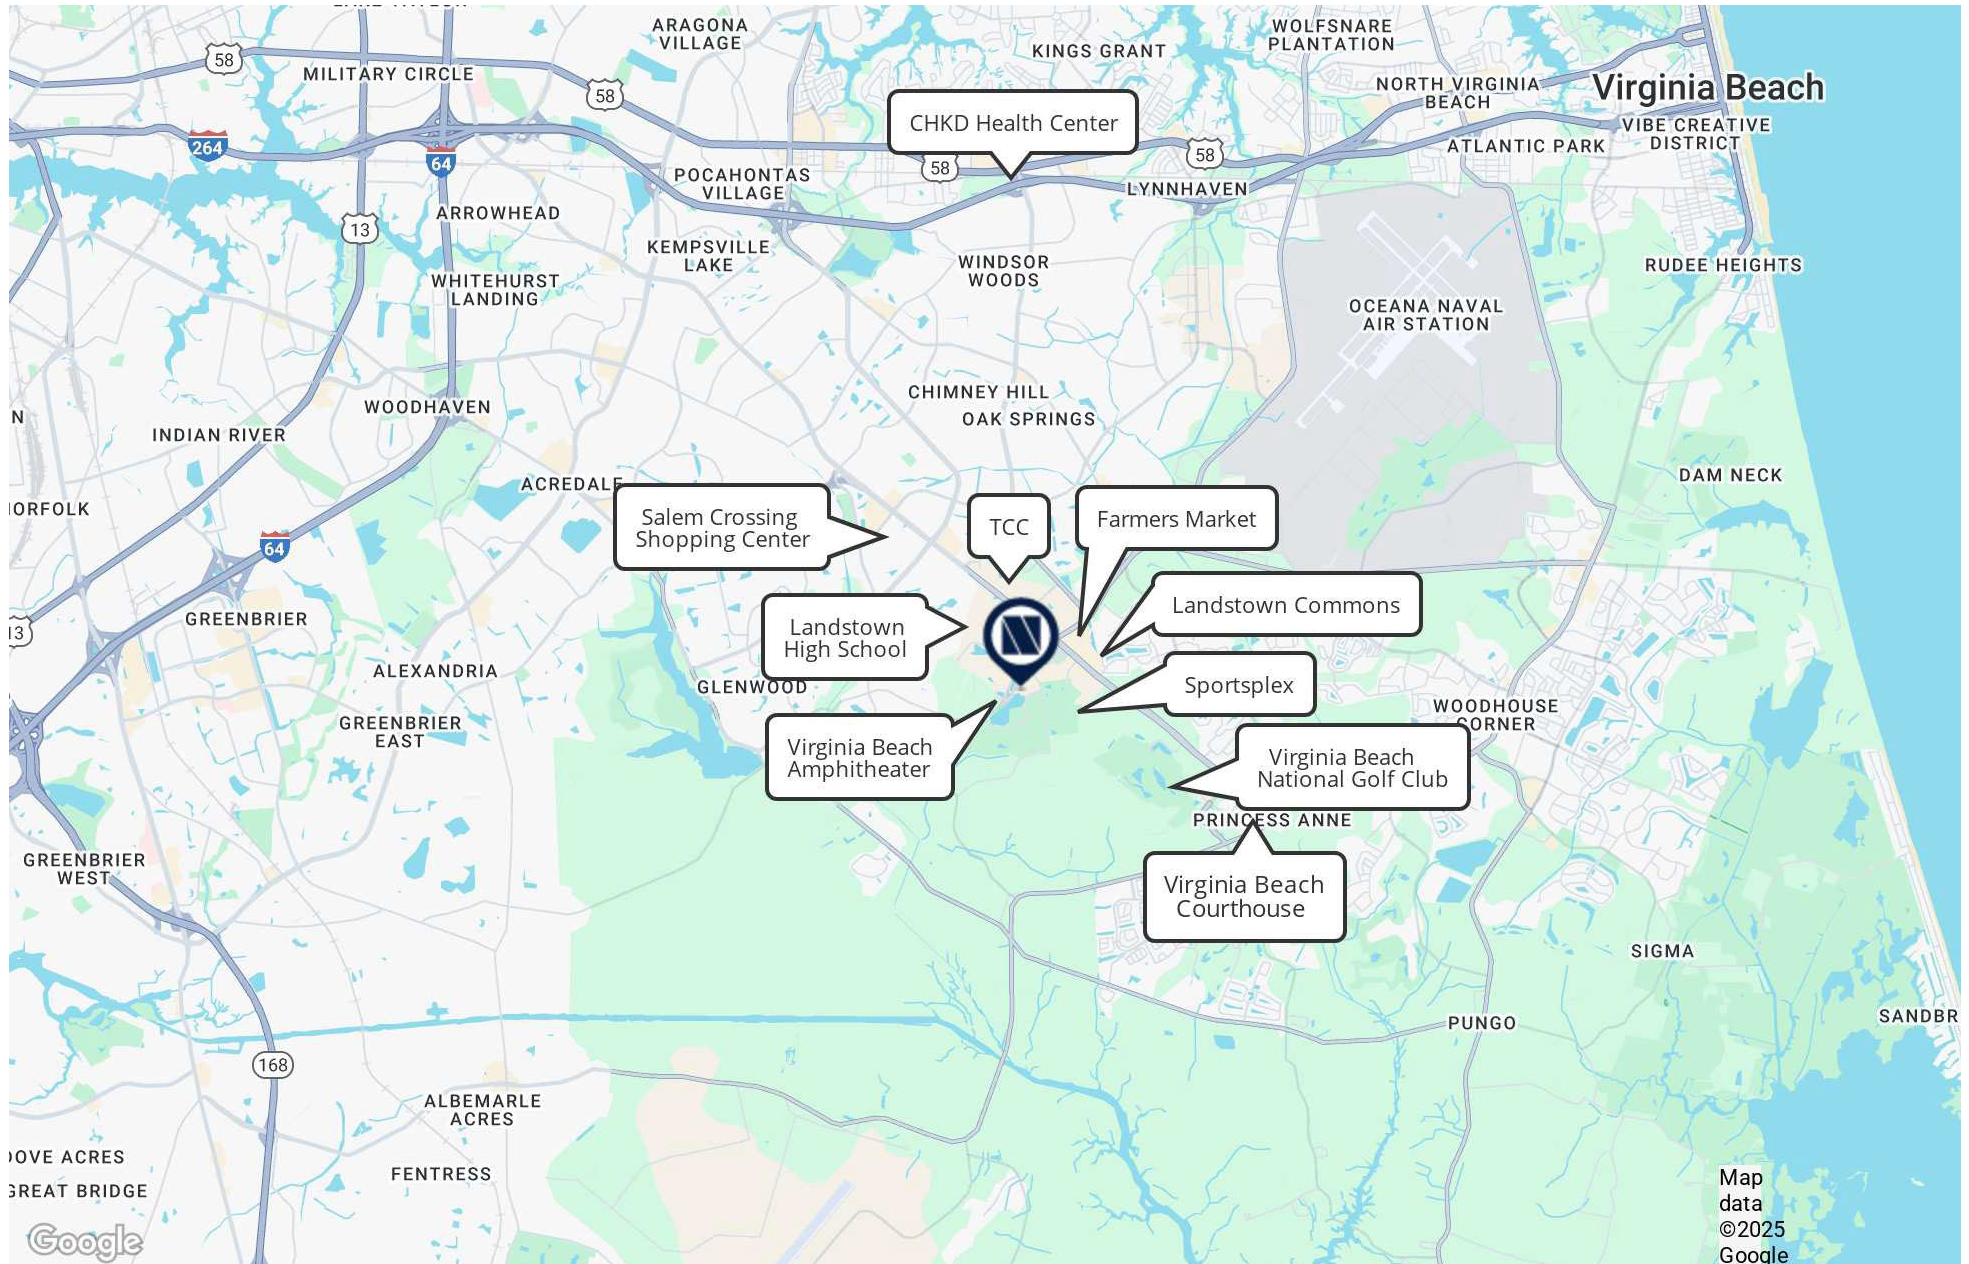 ARAGONA
VILLAGE
WOLFSNARE
PLANTATION
KINGS GRANT
58
MILITARY CIRCLE
58
NORTH VIRGINIA
BEACH
Virginia Beach
CHKD Health Center
VIBE CREATIVE
DISTRICT
264
64
58
58
ATLANTIC PARK
POCAHONTAS
VILLAGE
LYNNHAVEN
ARROWHEAD
13
KEMPSVILLE
LAKE
WINDSOR
WOODS
RUDEE HEIGHTS
WHITEHURST
LANDING
OCEANA NAVAL
AIR STATION
CHIMNEY HILL
OAK SPRINGS
WOODHAVEN
N
INDIAN RIVER
DAM NECK
ACREDALE
ORFOLK
Salem Crossing
Shopping Center
TCC
Farmers Market
64
GREENBRIER
13
Landstown
High School
N
Landstown Commons
ALEXANDRIA
GLENWOOD
Sportsplex
WOODHOUSE
CORNER
GREENBRIER
EAST
Virginia Beach
Amphitheater
Virginia Beach
National Golf Club
PRINCESS ANNE
GREENBRIER
WEST
Virginia Beach
Courthouse
SIGMA
SANDBR
PUNGO
168
ALBEMARLE
ACRES
DOVE ACRES
FENTRESS
GREAT BRIDGE
Map
data
©2025
Google
Google